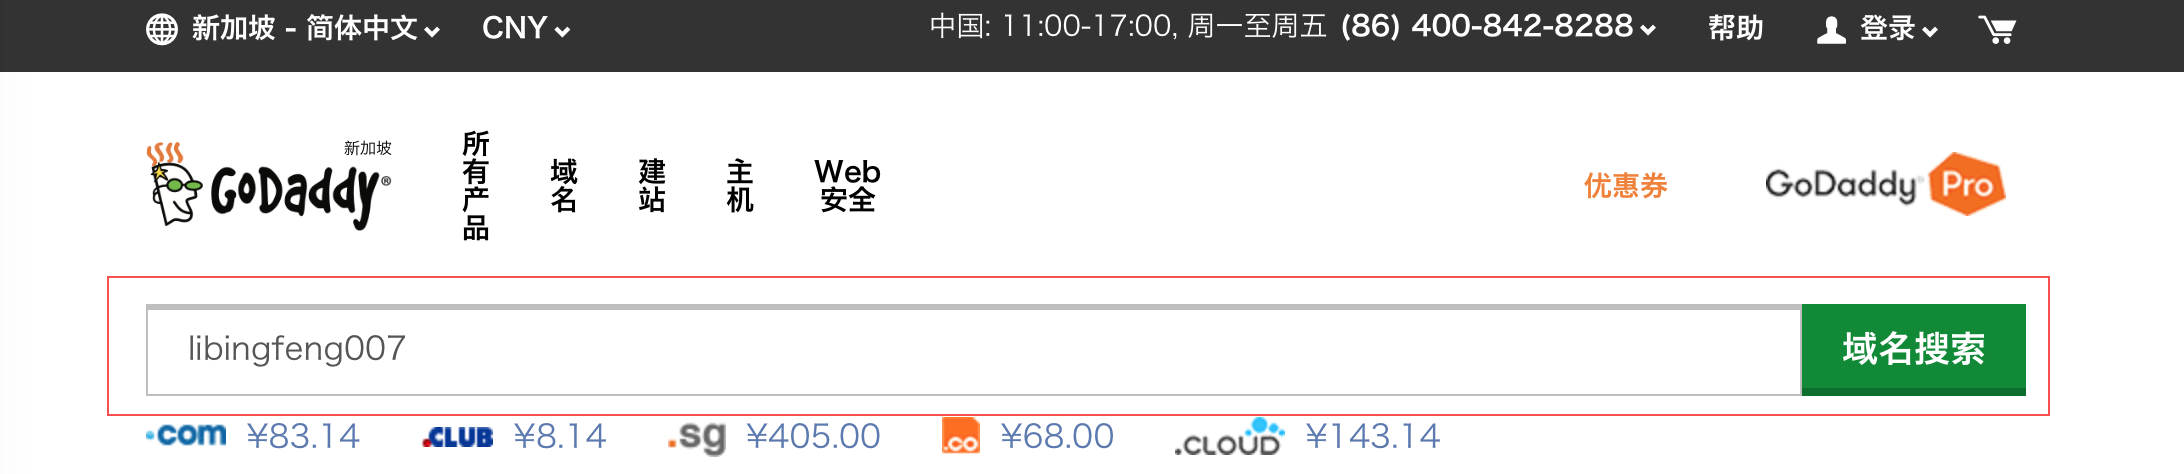 新加坡 - 简体中文 CNY 中国: 11:00-17:00, 周一至周五 (86) 400-842-8288 帮助 登录
新加坡
GoDaddy®
所有产品
域名
建站
主机
Web
安全
优惠券
GoDaddy Pro
libingfeng007
域名搜索
.com ¥83.14 .CLUB ¥8.14 .sg ¥405.00 .co ¥68.00 .CLOUD ¥143.14